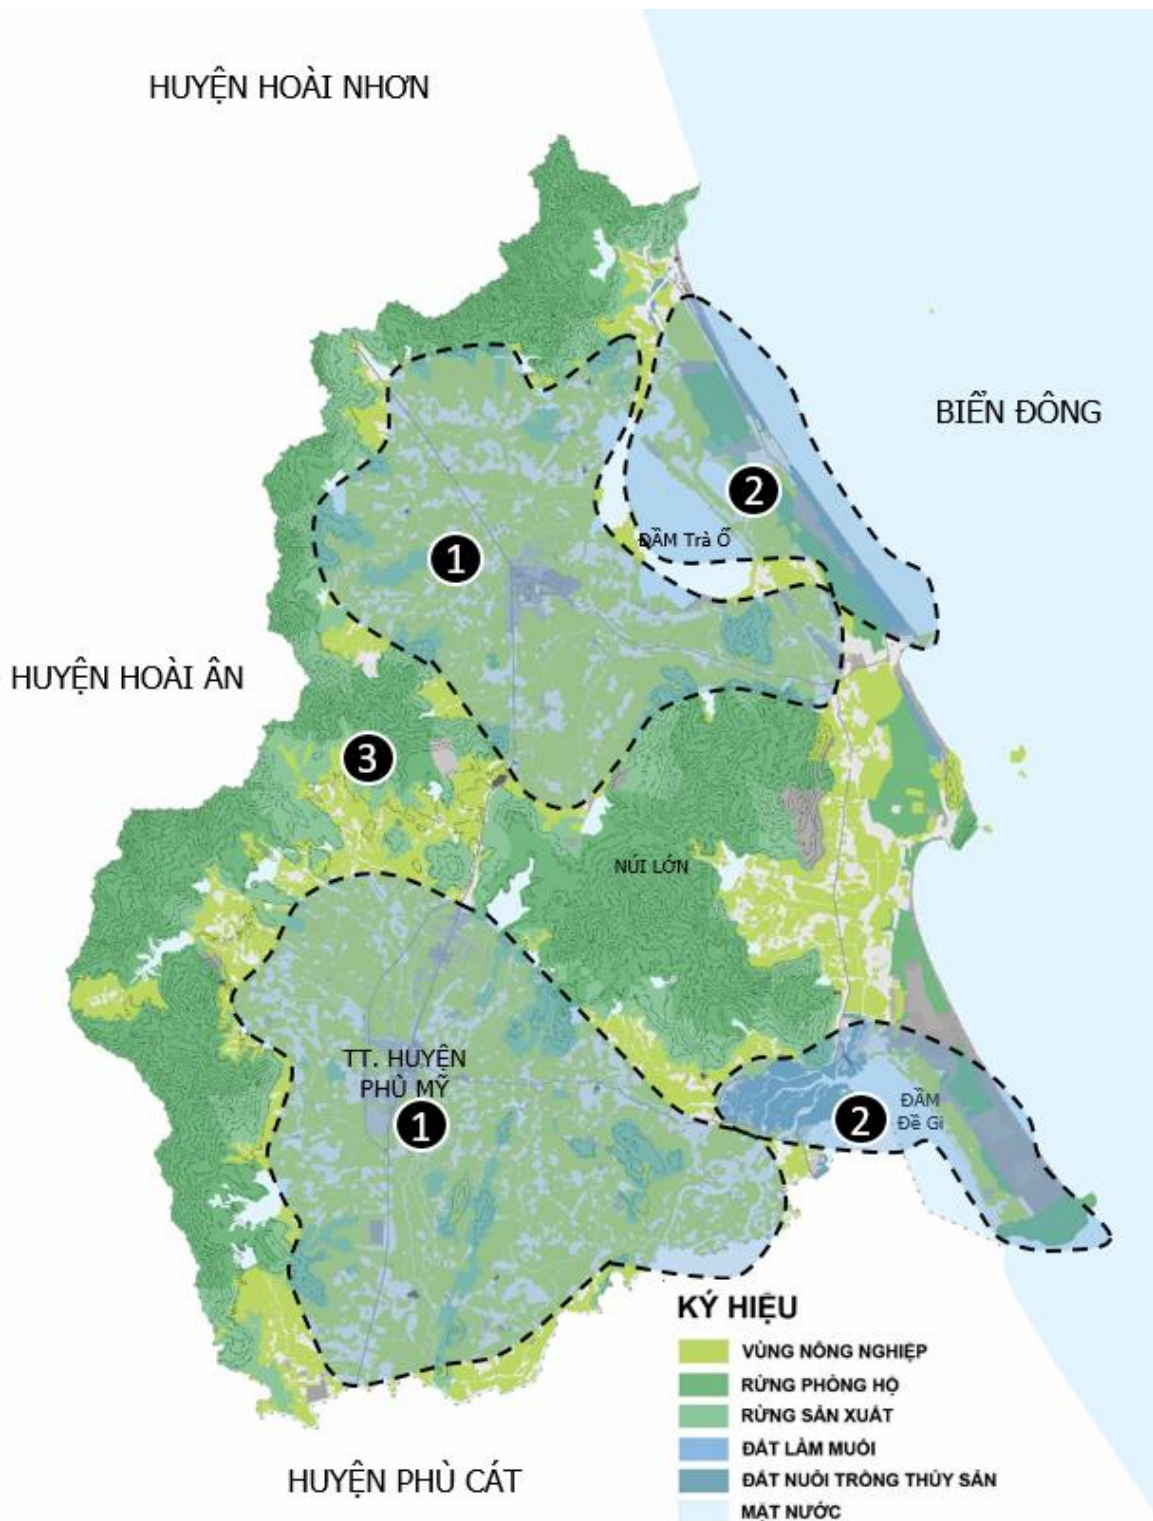 HUYỆN HOÀI NHƠN
BIỂN ĐÔNG
2
ĐẦM Trà Ổ
1
HUYỆN HOÀI ÂN
3
NÚI LỚN
TT. HUYỆN
PHÙ MỸ
1
ĐẦM
Đề Gi
2
KÝ HIỆU
VÙNG NÔNG NGHIỆP
RỪNG PHÒNG HỘ
RỪNG SẢN XUẤT
ĐẤT LÀM MUỐI
ĐẤT NUÔI TRỒNG THỦY SẢN
MẶT NƯỚC
HUYỆN PHÙ CÁT